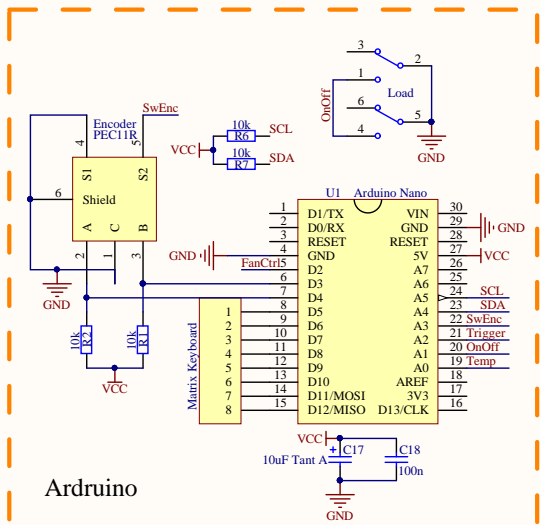 3
2
1
Load
OnOff
6
5
4
GND
SwEnc
Encoder
PEC11R
4
5
S1
S2
6
Shield
A
C
B
2
1
3
GND
10k
R6
SCL
VCC
10k
R7
SDA
10k
R2
10k
R1
VCC
U1 Arduino Nano
1 D1/TX VIN 30
2 D0/RX GND 29 GND
3 RESET RESET 28
GND 4 GND 5V 27 VCC
FanCtrl 5 D2 A7 26
6 D3 A6 25
7 D4 A5 24 SCL
8 D5 A4 23 SDA
9 D6 A3 22 SwEnc
10 D7 A2 21 Trigger
11 D8 A1 20 OnOff
12 D9 A0 19 Temp
13 D10 AREF 18
14 D11/MOSI 3V3 17
15 D12/MISO D13/CLK 16
Matrix Keyboard
1
2
3
4
5
6
7
8
VCC
+
C17
10uF Tant A
C18
100n
GND
Ardruino